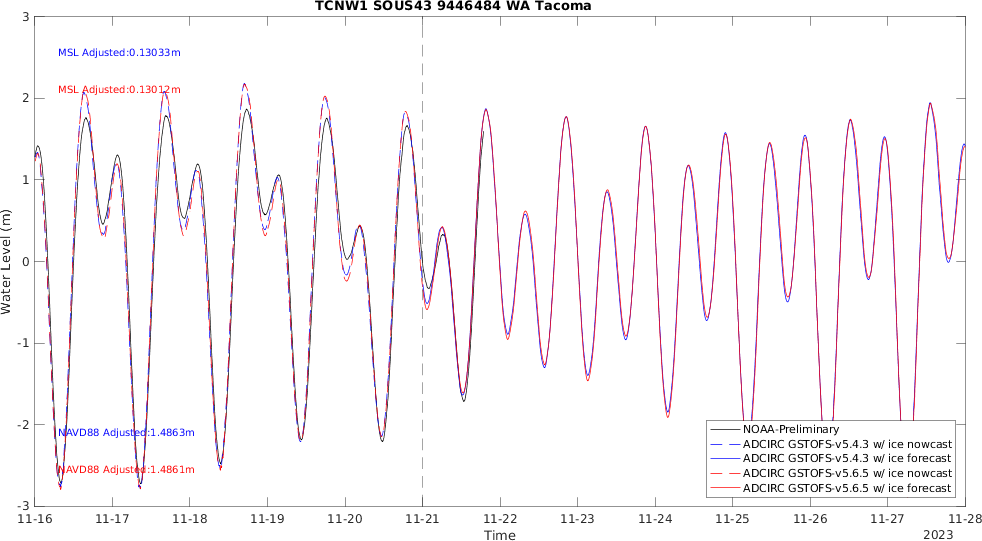 TCNW1 SOUS43 9446484 WA Tacoma
3
2
1
0
-1
-2
-3
Water Level (m)
MSL Adjusted:0.13033m
MSL Adjusted:0.13012m
NAVD88 Adjusted:1.4863m
NAVD88 Adjusted:1.4861m
NOAA-Preliminary
ADCIRC GSTOFS-v5.4.3 w/ ice nowcast
ADCIRC GSTOFS-v5.4.3 w/ ice forecast
ADCIRC GSTOFS-v5.6.5 w/ ice nowcast
ADCIRC GSTOFS-v5.6.5 w/ ice forecast
11-16 11-17 11-18 11-19 11-20 11-21 11-22 11-23 11-24 11-25 11-26 11-27 11-28
Time
2023